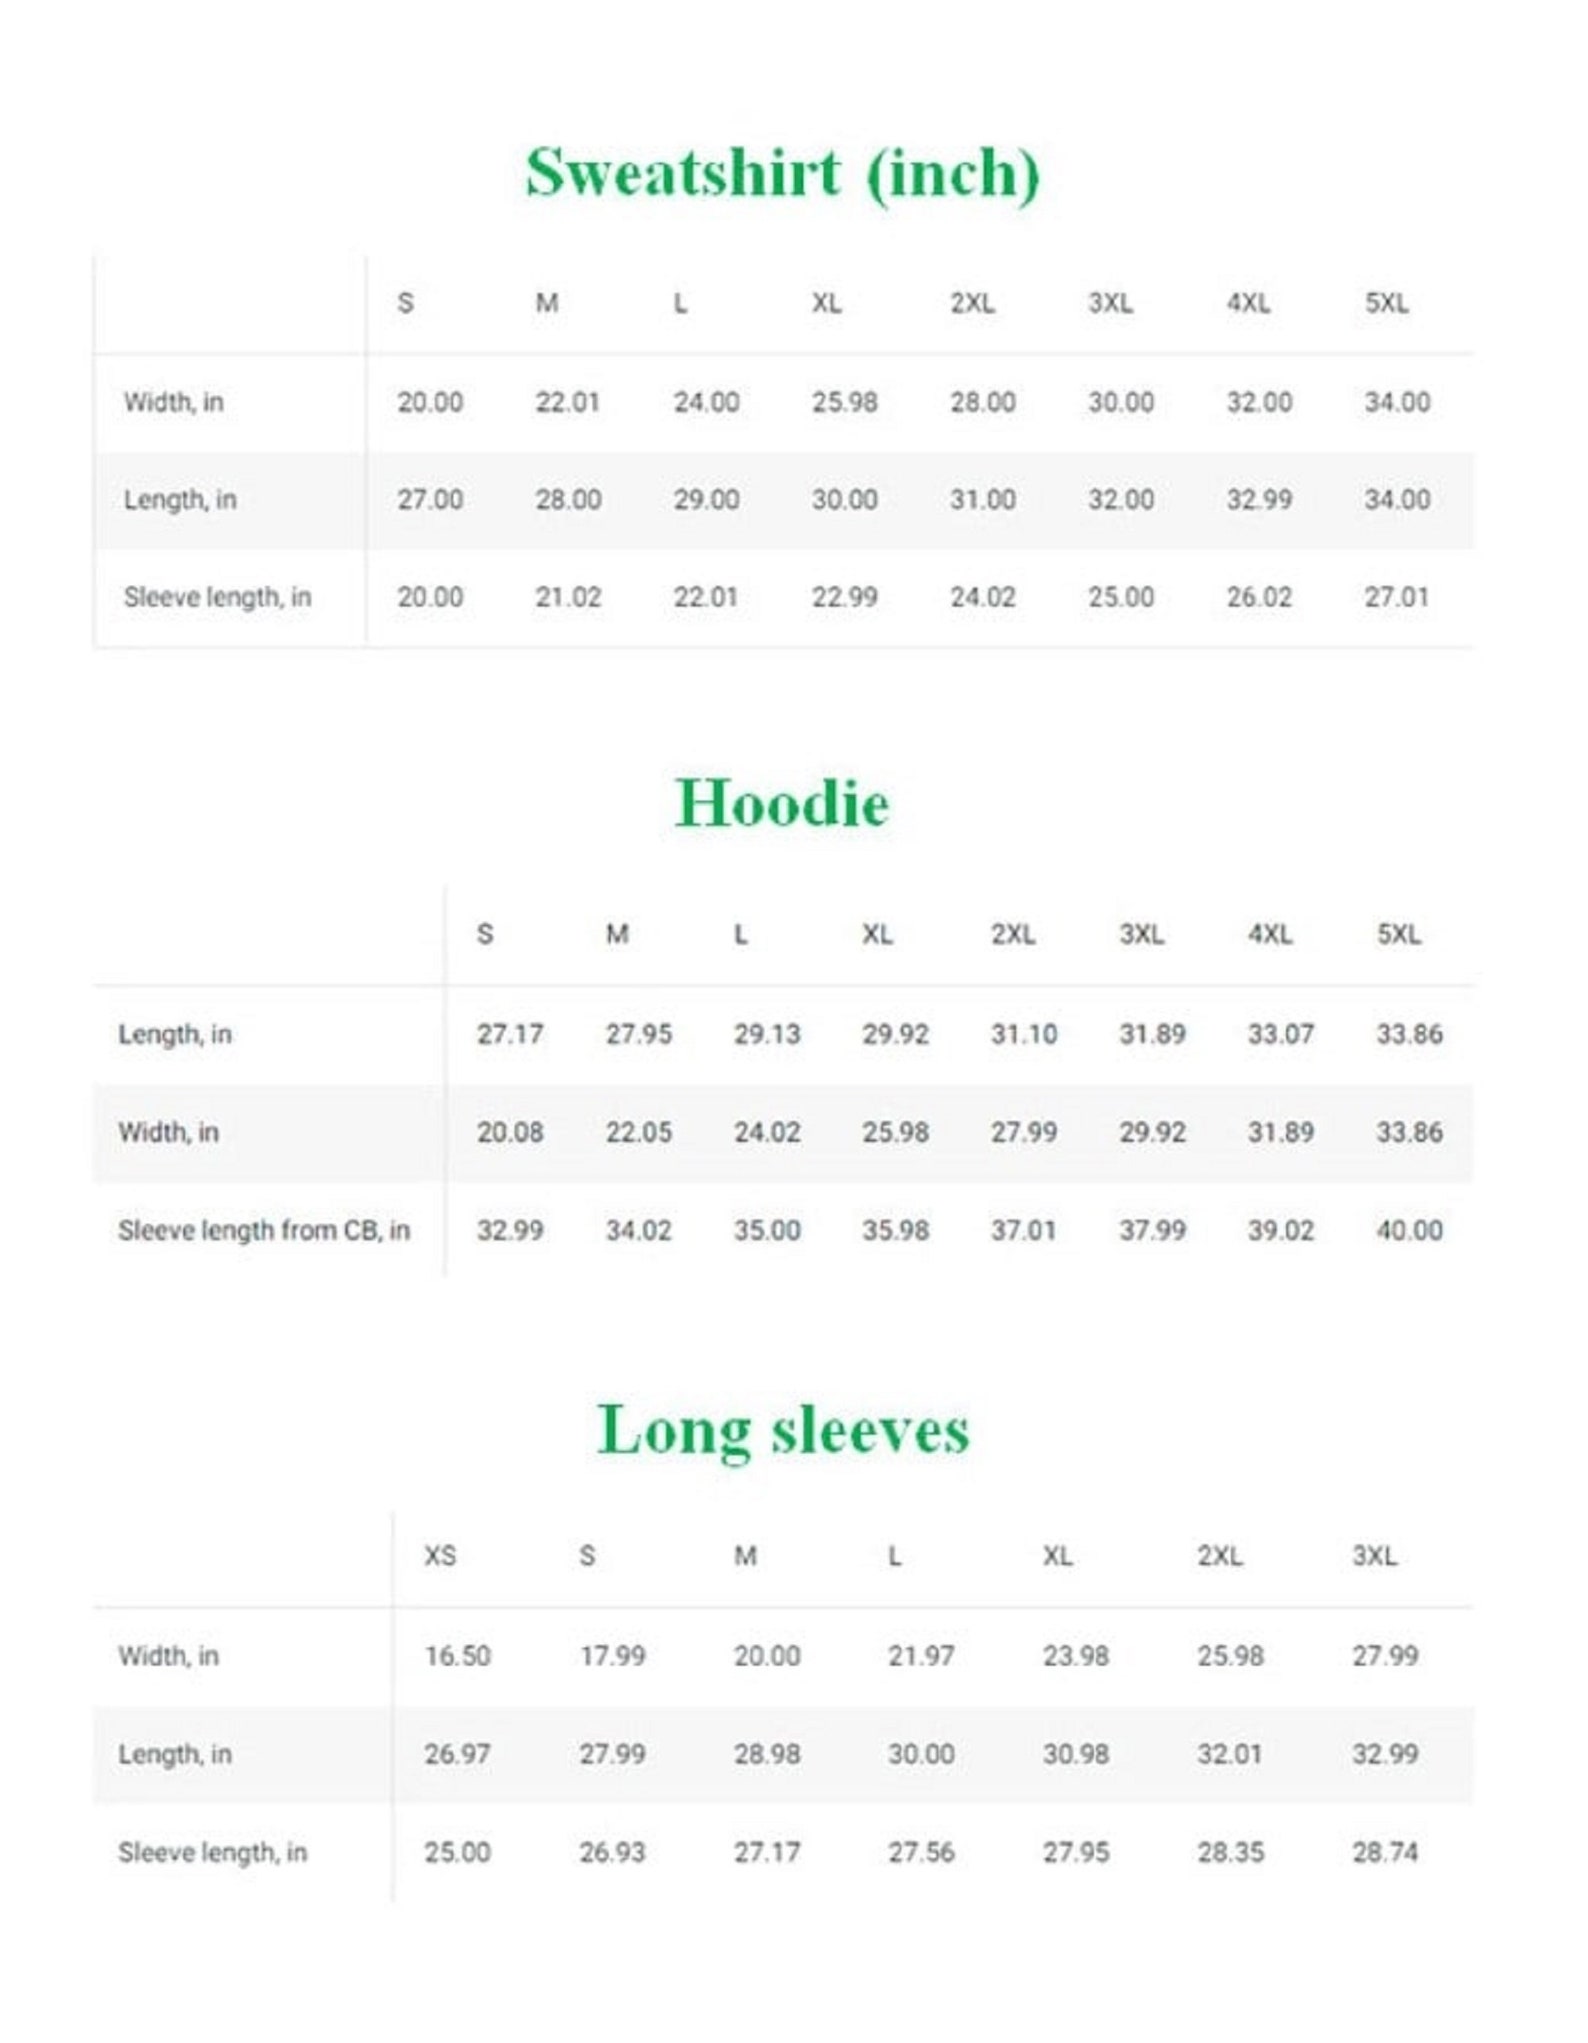 Sweatshirt (inch)
S M L XL 2XL 3XL 4XL 5XL
Width, in 20.00 22.01 24.00 25.98 28.00 30.00 32.00 34.00
Length, in 27.00 28.00 29.00 30.00 31.00 32.00 32.99 34.00
Sleeve length, in 20.00 21.02 22.01 22.99 24.02 25.00 26.02 27.01
Hoodie
S M L XL 2XL 3XL 4XL 5XL
Length, in 27.17 27.95 29.13 29.92 31.10 31.89 33.07 33.86
Width, in 20.08 22.05 24.02 25.98 27.99 29.92 31.89 33.86
Sleeve length from CB, in 32.99 34.02 35.00 35.98 37.01 37.99 39.02 40.00
Long sleeves
XS S M L XL 2XL 3XL
Width, in 16.50 17.99 20.00 21.97 23.98 25.98 27.99
Length, in 26.97 27.99 28.98 30.00 30.98 32.01 32.99
Sleeve length, in 25.00 26.93 27.17 27.56 27.95 28.35 28.74